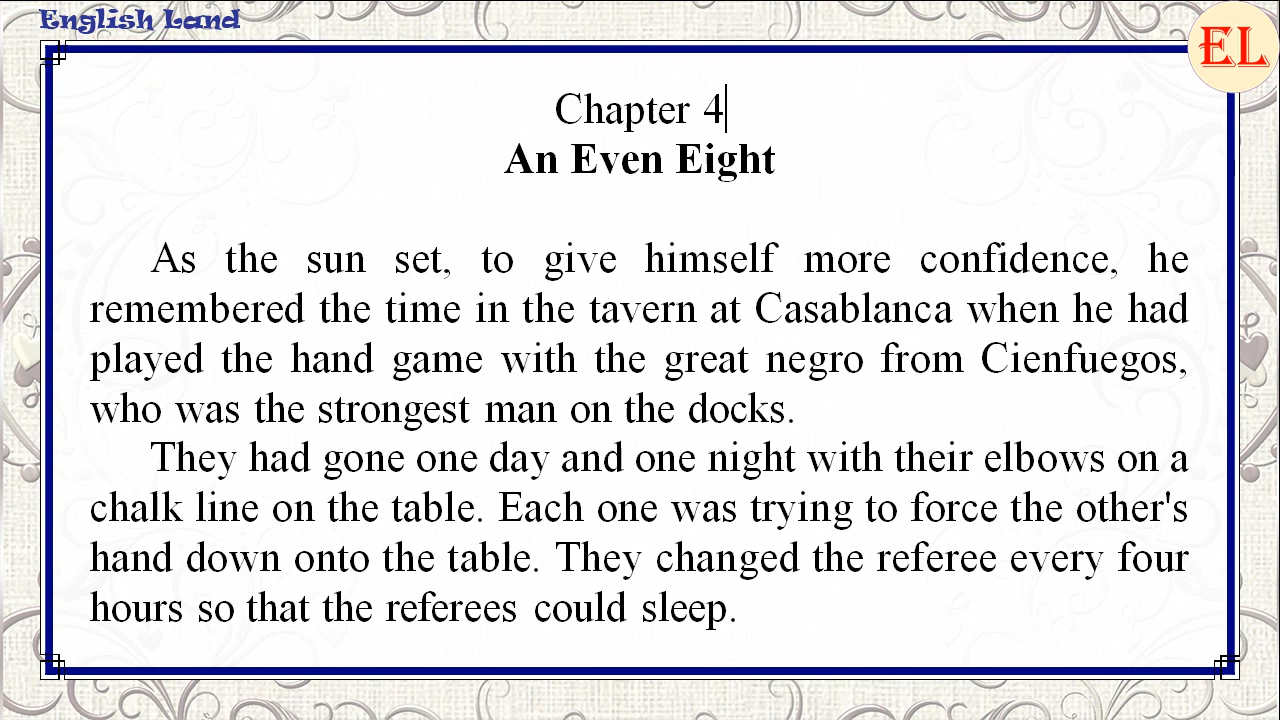 English Land
EL
Chapter 4
An Even Eight
As the sun set, to give himself more confidence, he
remembered the time in the tavern at Casablanca when he had
played the hand game with the great negro from Cienfuegos,
who was the strongest man on the docks.
They had gone one day and one night with their elbows on a
chalk line on the table. Each one was trying to force the other's
hand down onto the table. They changed the referee every four
hours so that the referees could sleep.